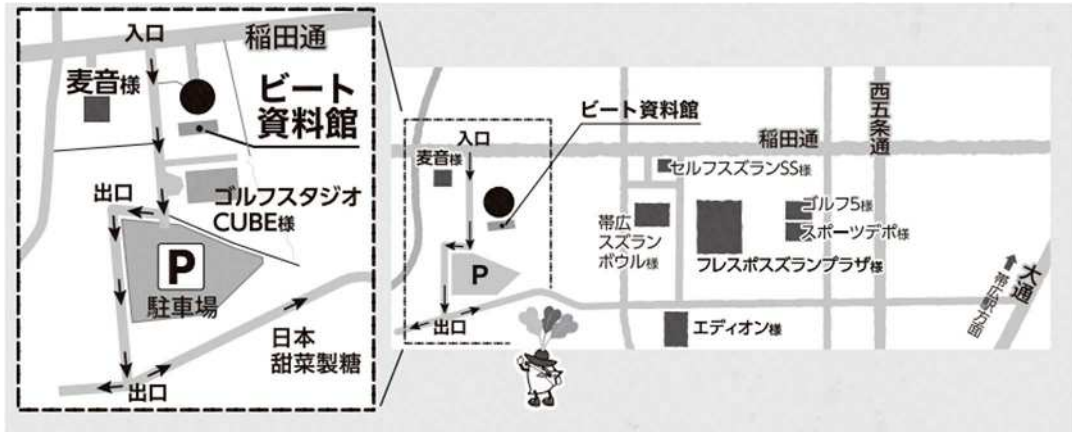 入口
稲田通
麦音様
ビート
資料館
出口
ゴルフスタジオ
CUBE様
P
駐車場
日本
甜菜製糖
出口
ビート資料館
入口
稲田通
西五条通
麦音様
セルフスズランSS様
帯広
スズラン
ボウル様
ゴルフ5様
スポーツデポ様
フレスポスズランプラザ様
P
出口
エディオン様
大通
帯広駅方面